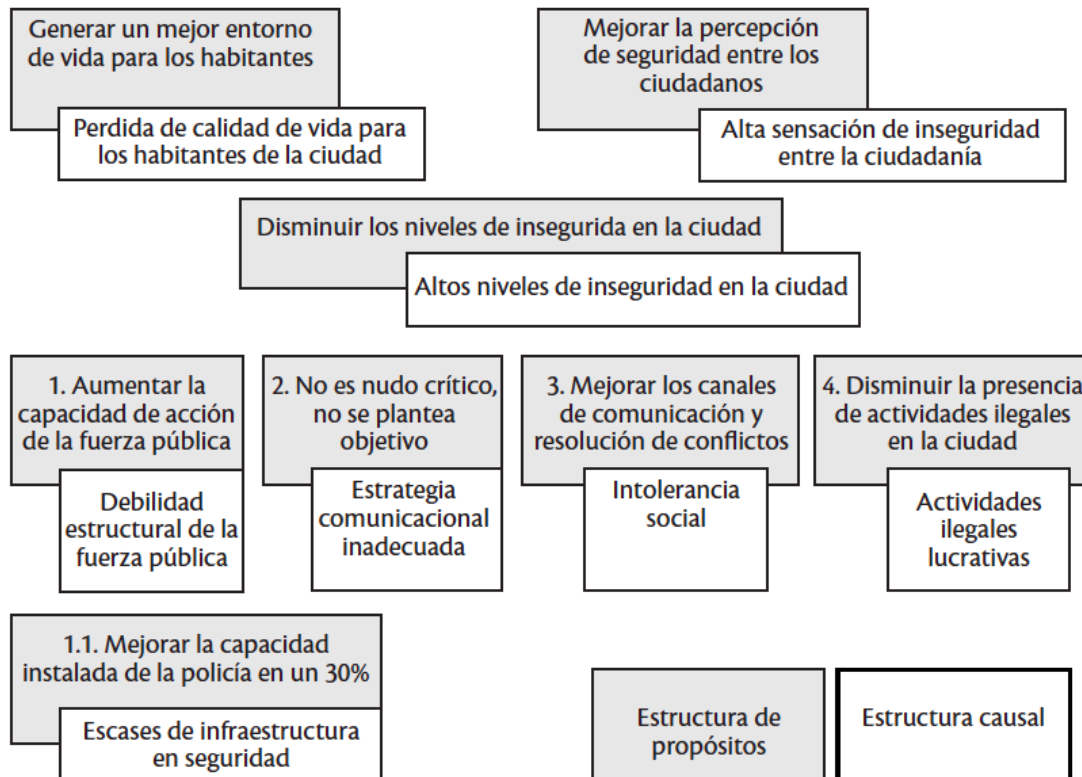 Generar un mejor entorno
de vida para los habitantes
Perdida de calidad de vida para
los habitantes de la ciudad
Mejorar la percepción
de seguridad entre los
ciudadanos
Alta sensación de inseguridad
entre la ciudadanía
Disminuir los niveles de insegurida en la ciudad
Altos niveles de inseguridad en la ciudad
1. Aumentar la
capacidad de acción
de la fuerza pública
Debilidad
estructural de la
fuerza pública
2. No es nudo crítico,
no se plantea
objetivo
Estrategia
comunicacional
inadecuada
3. Mejorar los canales
de comunicación y
resolución de conflictos
Intolerancia
social
4. Disminuir la presencia
de actividades ilegales
en la ciudad
Actividades
ilegales
lucrativas
1.1. Mejorar la capacidad
instalada de la policía en un 30%
Escases de infraestructura
en seguridad
Estructura de
propósitos
Estructura causal